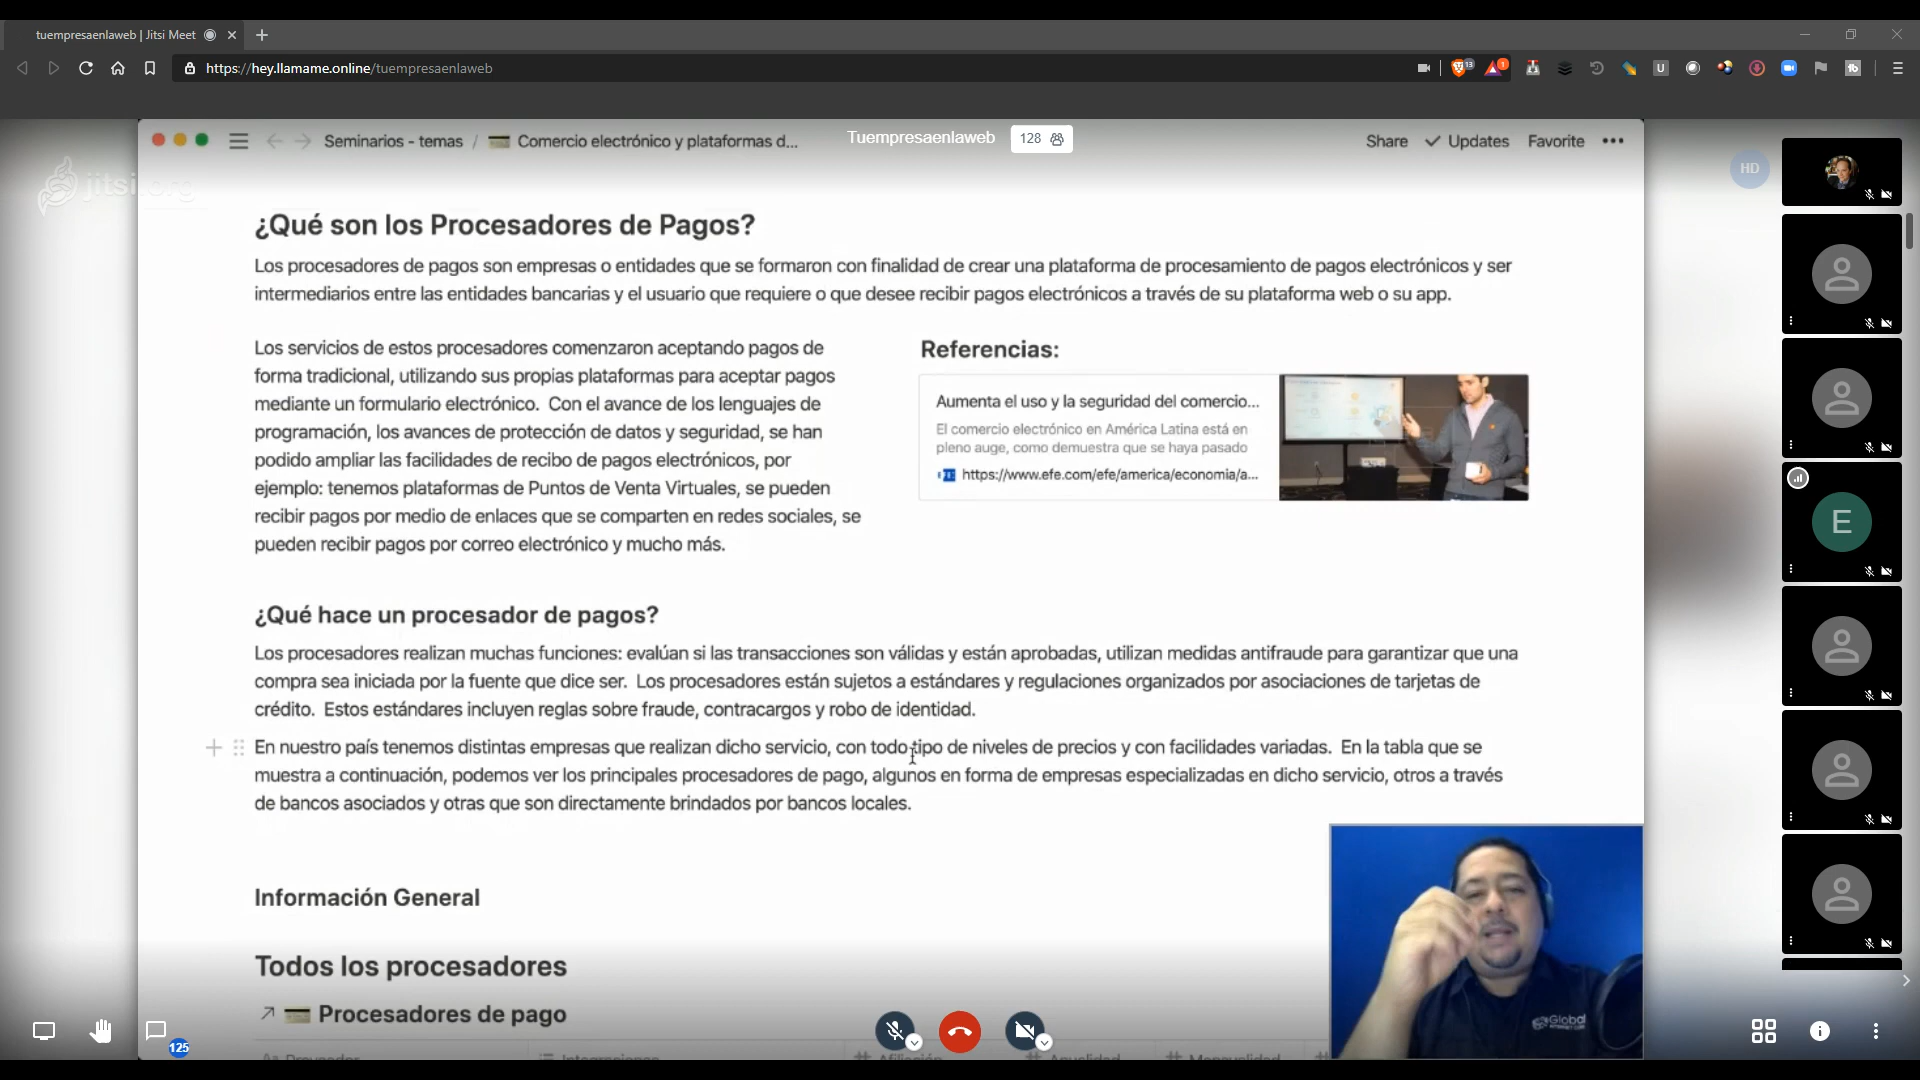 tuempresaenlaweb | Jitsi Meet
https://hey.llamame.online/tuempresaenlaweb
13
1
U
Seminarios - temas / Comercio electrónico y plataformas d...
Tuempresaenlaweb
128
Share Updates Favorite
HD
jitsi.org
¿Qué son los Procesadores de Pagos?
Los procesadores de pagos son empresas o entidades que se formaron con finalidad de crear una plataforma de procesamiento de pagos electrónicos y ser
intermediarios entre las entidades bancarias y el usuario que requiere o que desee recibir pagos electrónicos a través de su plataforma web o su app.
Los servicios de estos procesadores comenzaron aceptando pagos de
forma tradicional, utilizando sus propias plataformas para aceptar pagos
mediante un formulario electrónico. Con el avance de los lenguajes de
programación, los avances de protección de datos y seguridad, se han
podido ampliar las facilidades de recibo de pagos electrónicos, por
ejemplo: tenemos plataformas de Puntos de Venta Virtuales, se pueden
recibir pagos por medio de enlaces que se comparten en redes sociales, se
pueden recibir pagos por correo electrónico y mucho más.
Referencias:
Aumenta el uso y la seguridad del comercio...
El comercio electrónico en América Latina está en
pleno auge, como demuestra que se haya pasado
https://www.efe.com/efe/america/economia/a...
E
¿Qué hace un procesador de pagos?
Los procesadores realizan muchas funciones: evalúan si las transacciones son válidas y están aprobadas, utilizan medidas antifraude para garantizar que una
compra sea iniciada por la fuente que dice ser. Los procesadores están sujetos a estándares y regulaciones organizados por asociaciones de tarjetas de
crédito. Estos estándares incluyen reglas sobre fraude, contracargos y robo de identidad.
En nuestro país tenemos distintas empresas que realizan dicho servicio, con todo tipo de niveles de precios y con facilidades variadas. En la tabla que se
muestra a continuación, podemos ver los principales procesadores de pago, algunos en forma de empresas especializadas en dicho servicio, otros a través
de bancos asociados y otras que son directamente brindados por bancos locales.
Información General
Todos los procesadores
Procesadores de pago
Proveedor Integraciones Afiliación Anualidad Mensualidad
Global
125